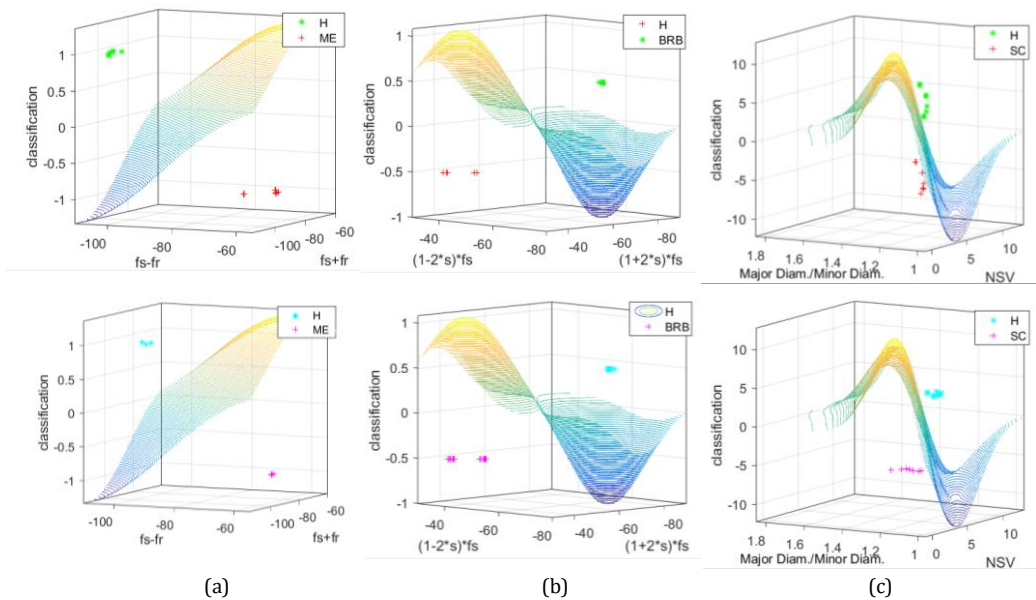 H
ME
classification
1
0.5
0
-0.5
-1
-100
-80
-60
fs-fr
-100
-80
-60
fs+fr
H
BRB
classification
1
0.5
0
-0.5
-1
-40
-60
-80
(1-2*s)*fs
-40
-60
-80
(1+2*s)*fs
H
SC
classification
10
5
0
-5
-10
1.8
1.6
1.4
1.2
1
Major Diam./Minor Diam.
0
5
10
NSV
H
ME
classification
1
0.5
0
-0.5
-1
-100
-80
-60
fs-fr
-100
-80
-60
fs+fr
H
BRB
classification
1
0.5
0
-0.5
-1
-40
-60
-80
(1-2*s)*fs
-40
-60
-80
(1+2*s)*fs
H
SC
classification
10
5
0
-5
-10
1.8
1.6
1.4
1.2
1
Major Diam./Minor Diam.
0
5
10
NSV
(a)
(b)
(c)